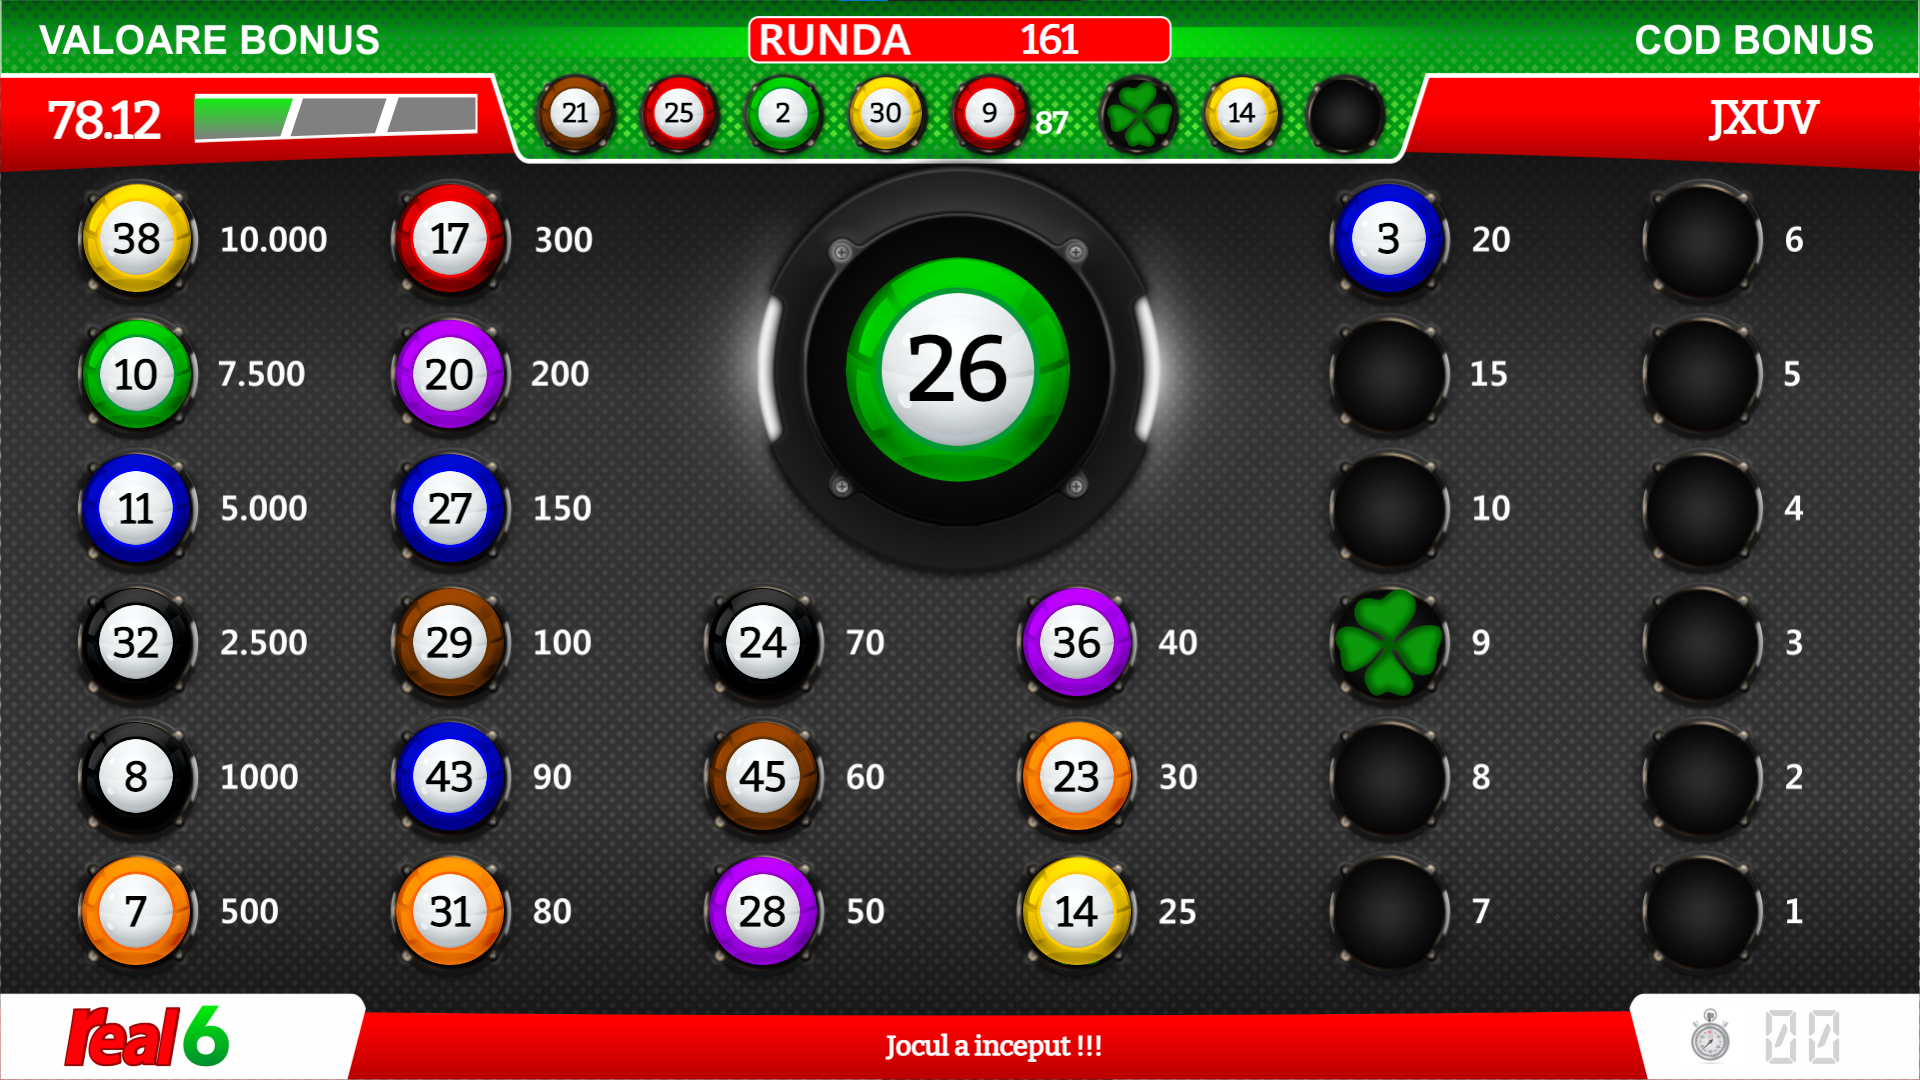 VALOARE BONUS
RUNDA 161
COD BONUS
78.12
21 25 2 30 9 87 14
JXUV
38 10.000 17 300 3 20 6
26
10 7.500 20 200 15 5
11 5.000 27 150 10 4
32 2.500 29 100 24 70 36 40 9 3
8 1000 43 90 45 60 23 30 8 2
7 500 31 80 28 50 14 25 7 1
real6
Jocul a inceput !!!